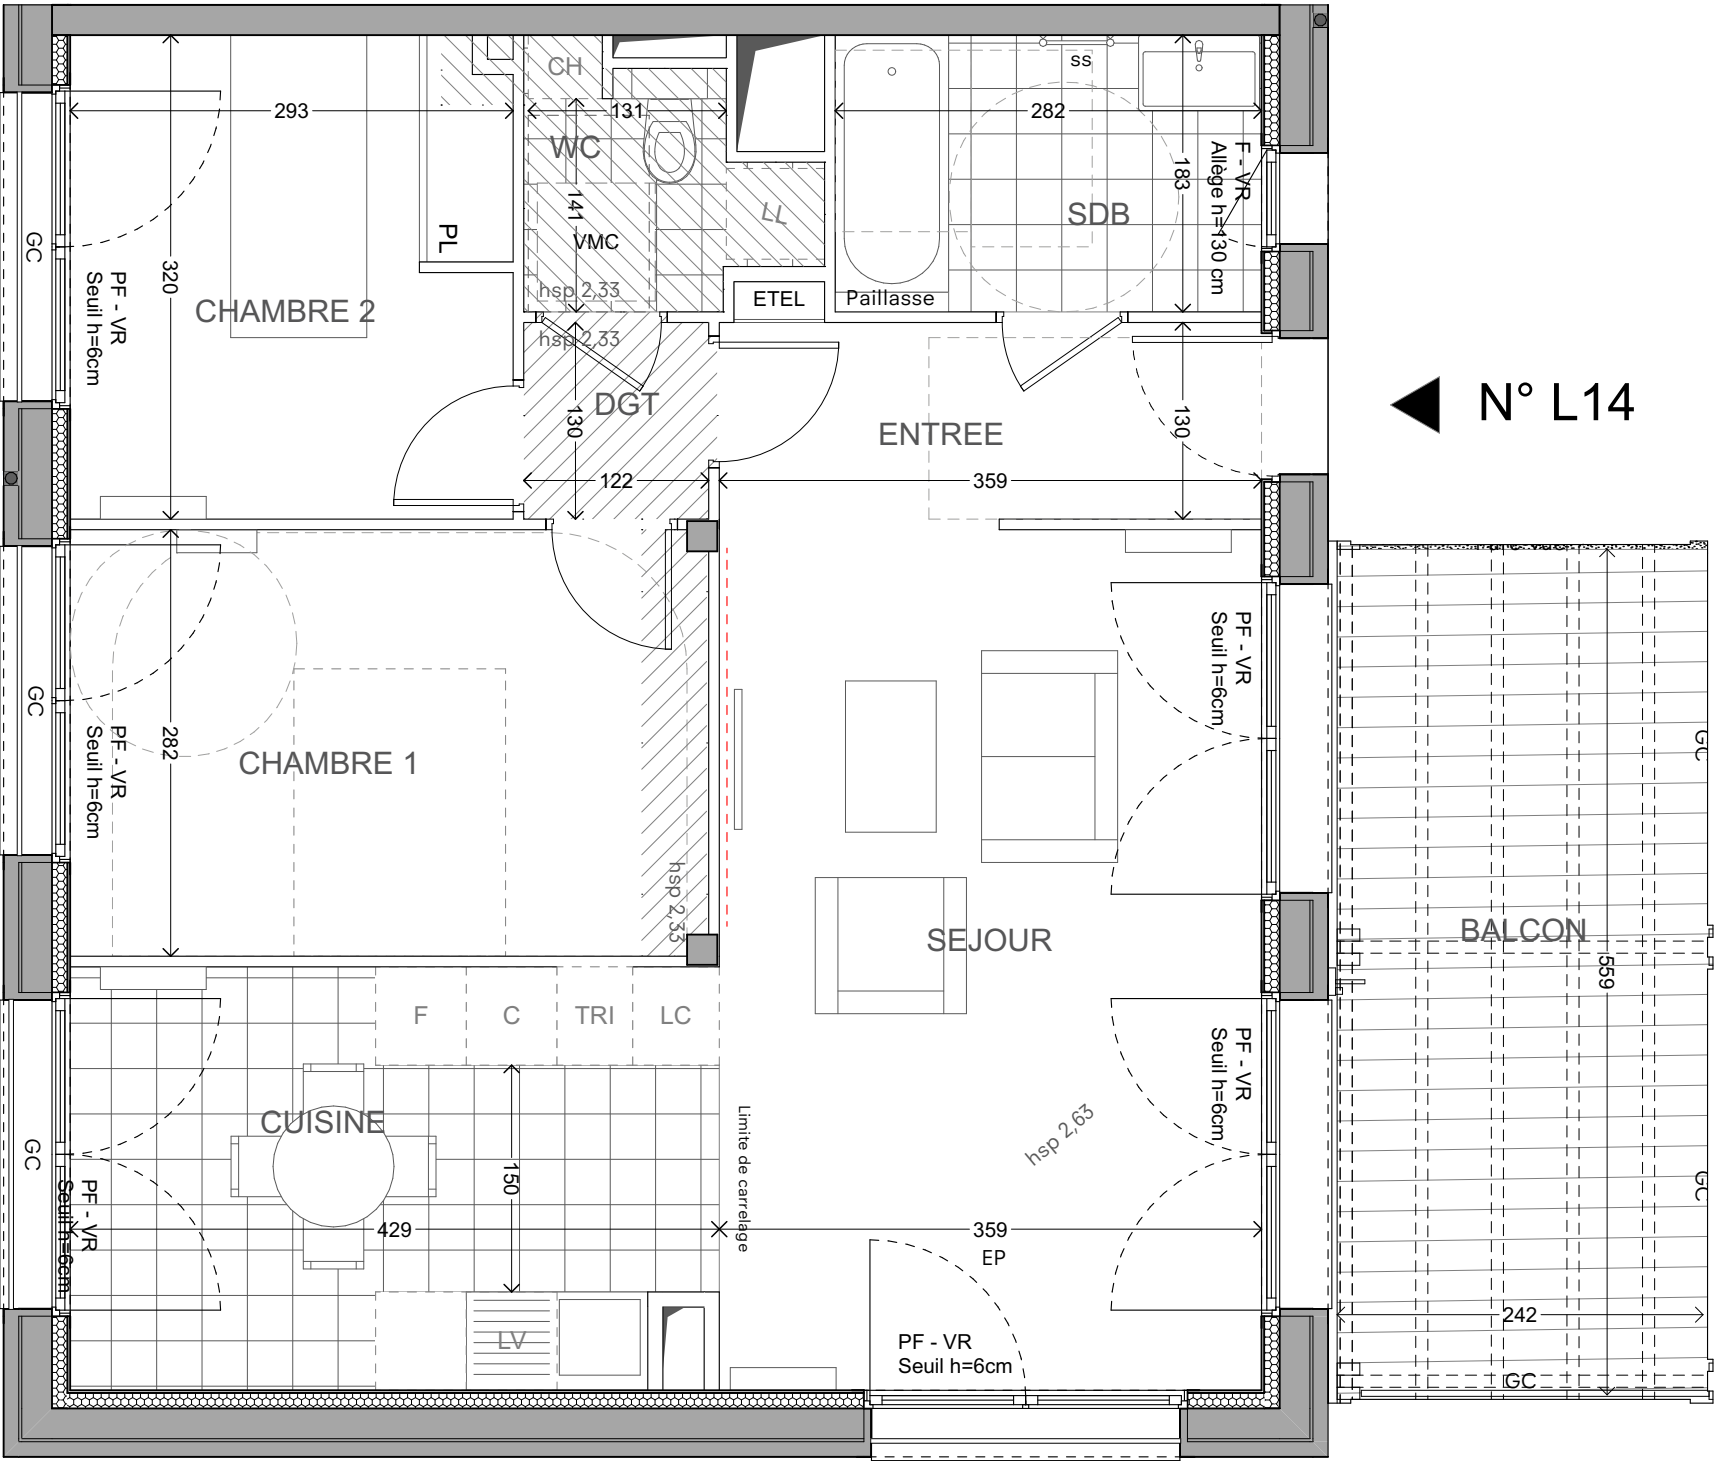 CH
ss
293
131
282
WC
183
F - VR
Allège h=130 cm
141
LL
SDB
PL
VMC
GC
320
PF - VR
Seuil h=6cm
hsp 2,33
ETEL
Paillasse
CHAMBRE 2
hsp 2,33
DGT
130
ENTREE
130
N° L14
122
359
PF - VR
Seuil h=6cm
GC
282
PF - VR
Seuil h=6cm
CHAMBRE 1
GC
hsp 2,33
SEJOUR
BALCON
559
F
C
TRI
LC
PF - VR
Seuil h=6cm
CUISINE
Limite de carrelage
hsp 2,63
GC
150
GC
PF - VR
Seuil h=6cm
429
359
EP
242
LV
PF - VR
Seuil h=6cm
GC